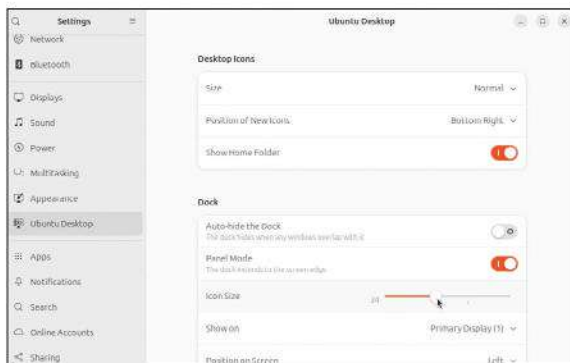 Settings
Ubuntu Desktop
Network
Bluetooth
Displays
Sound
Power
Multitasking
Appearance
Ubuntu Desktop
Apps
Notifications
Search
Online Accounts
Sharing
Desktop Icons
Size
Normal
Position of New Icons
Bottom Right
Show Home Folder
Dock
Auto-hide the Dock
The dock hides when any windows overlap with it
Panel Mode
The dock extends to the screen edge
Icon Size
Show on
Primary Display (1)
Position on Screen
Left